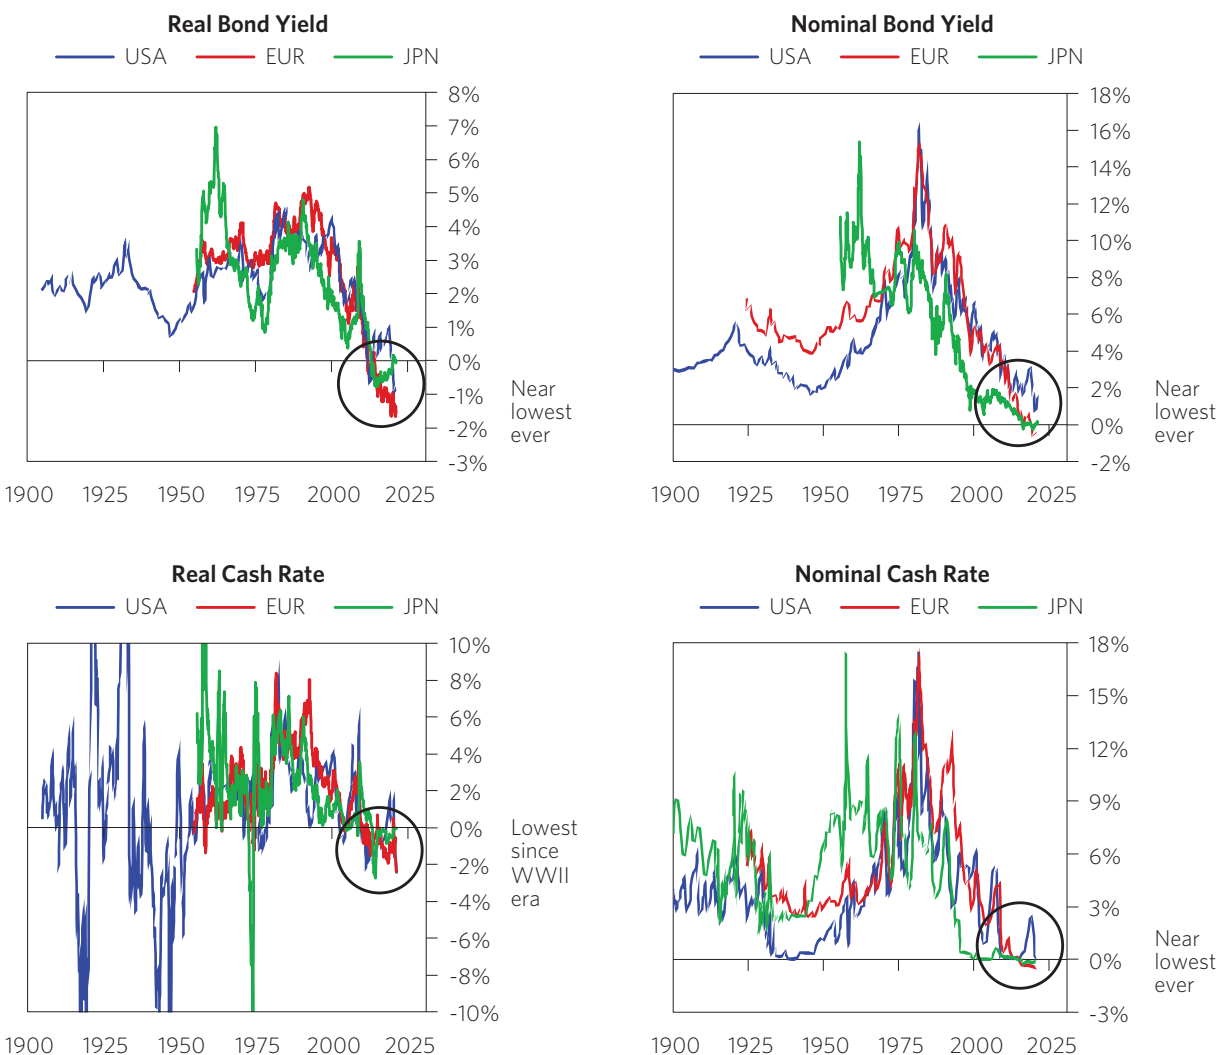 Real Bond Yield
USA EUR JPN
8%
7%
6%
5%
4%
3%
2%
1%
0%
-1%
-2%
-3%
1900 1925 1950 1975 2000 2025
Near
lowest
ever
Nominal Bond Yield
USA EUR JPN
18%
16%
14%
12%
10%
8%
6%
4%
2%
0%
-2%
1900 1925 1950 1975 2000 2025
Near
lowest
ever
Real Cash Rate
USA EUR JPN
10%
8%
6%
4%
2%
0%
-2%
-4%
-6%
-8%
-10%
1900 1925 1950 1975 2000 2025
Lowest
since
WWII
era
Nominal Cash Rate
USA EUR JPN
18%
15%
12%
9%
6%
3%
0%
-3%
1900 1925 1950 1975 2000 2025
Near
lowest
ever